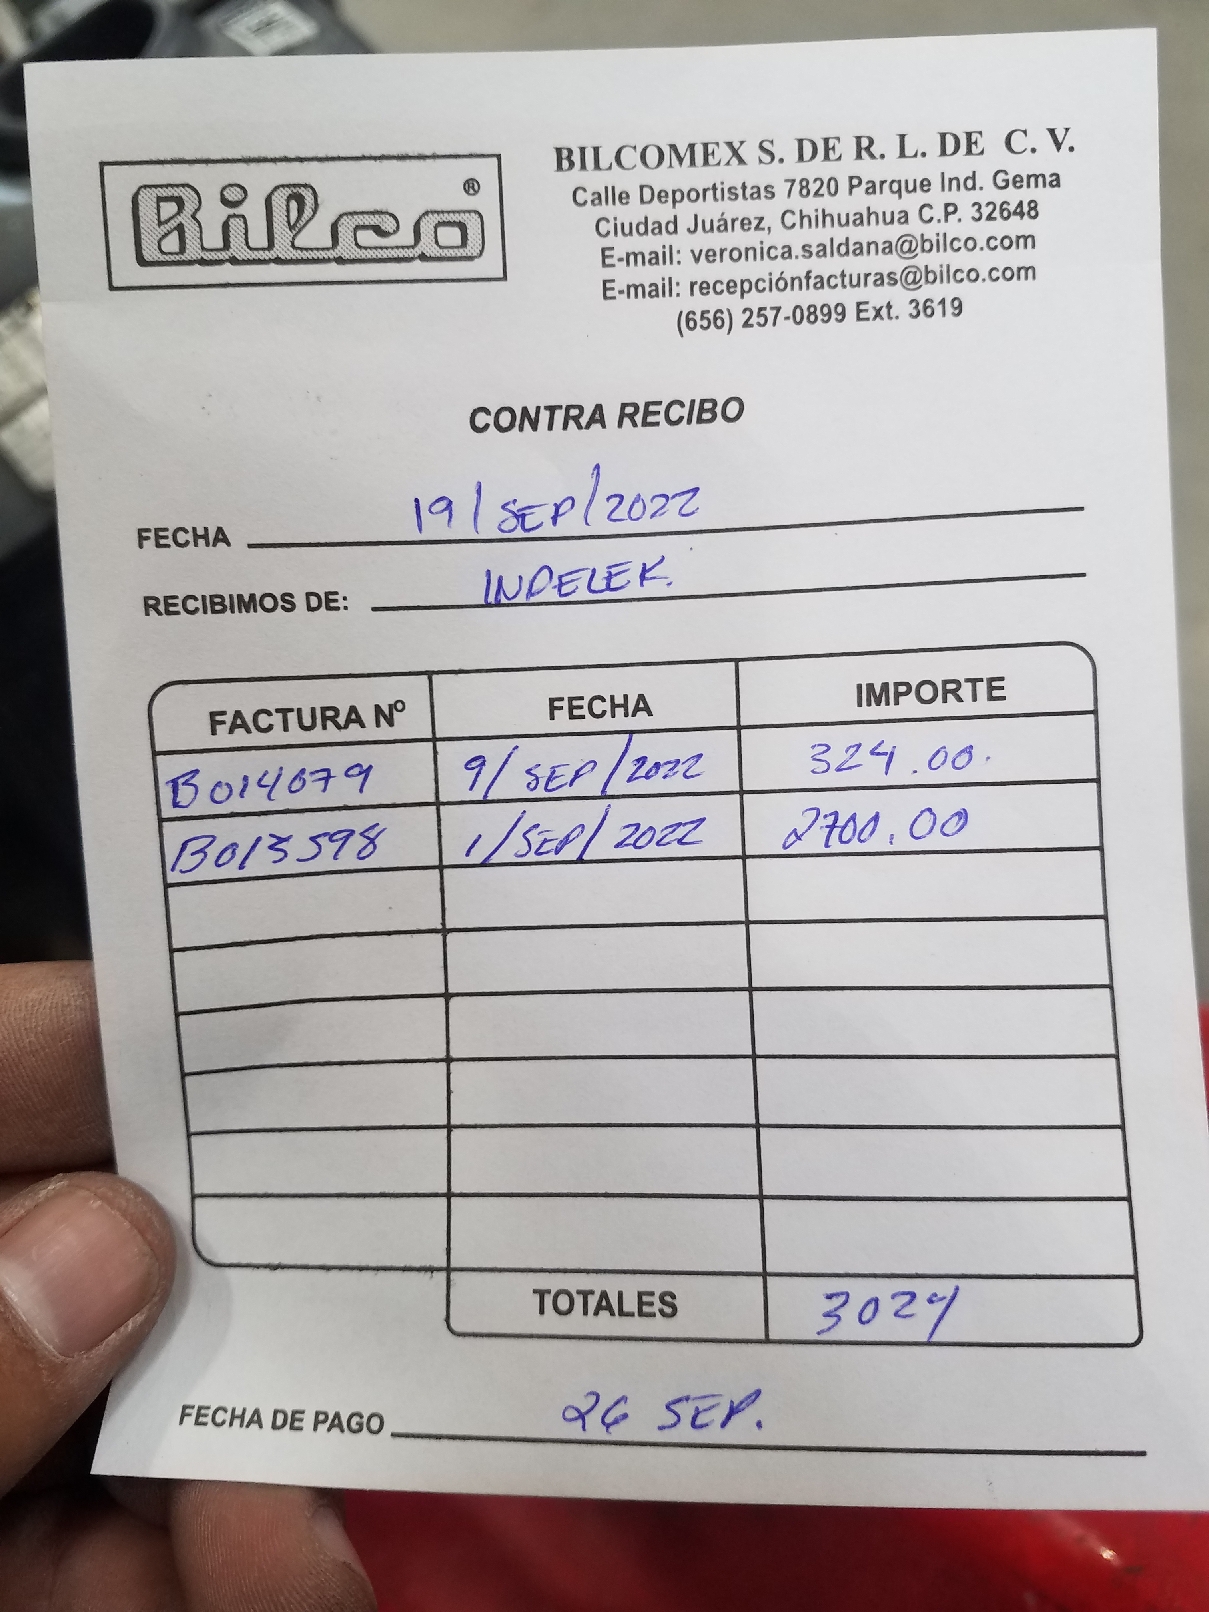 Bilco®
BILCOMEX S. DE R. L. DE C. V.
Calle Deportistas 7820 Parque Ind. Gema
Ciudad Juárez, Chihuahua C.P. 32648
E-mail: veronica.saldana@bilco.com
E-mail: recepciónfacturas@bilco.com
(656) 257-0899 Ext. 3619
CONTRA RECIBO
FECHA 19/SEP/2022
RECIBIMOS DE: INDELEK.
FACTURA Nº FECHA IMPORTE
B014079 9/SEP/2022 324.00.
B013598 1/SEP/2022 2700.00
TOTALES 3024
FECHA DE PAGO 26 SEP.